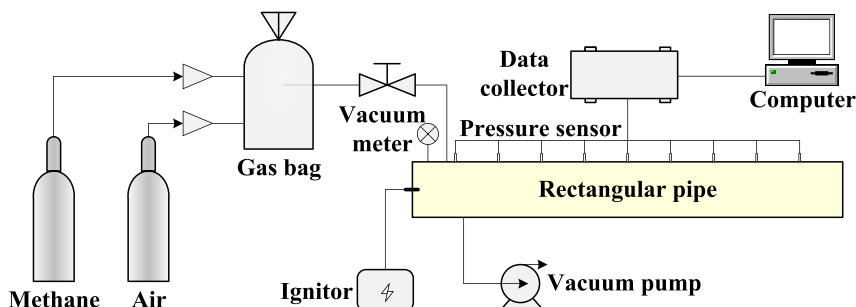 Data
collector
Computer
Vacuum
meter
Pressure sensor
Gas bag
Rectangular pipe
Methane
Air
Ignitor
Vacuum pump